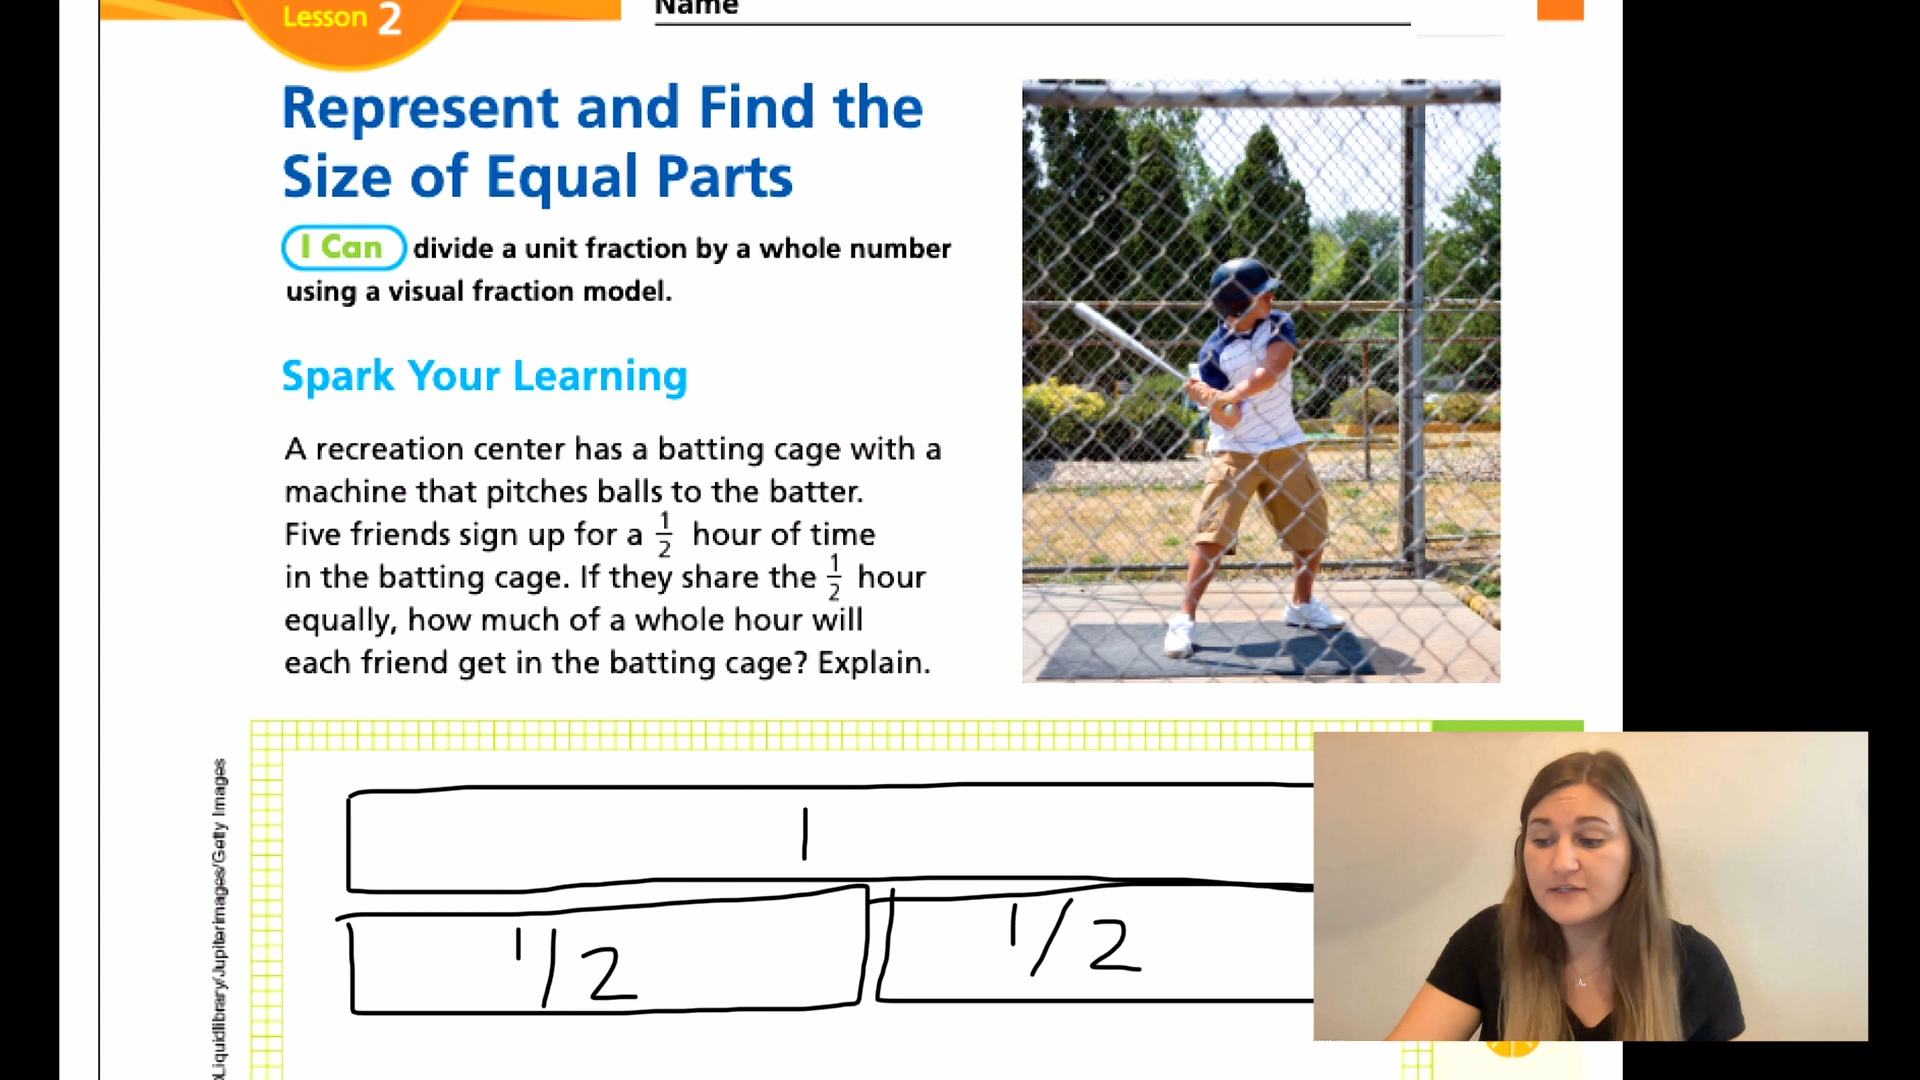 Lesson 2
Name
Represent and Find the
Size of Equal Parts
I Can divide a unit fraction by a whole number
using a visual fraction model.
Spark Your Learning
A recreation center has a batting cage with a
machine that pitches balls to the batter.
Five friends sign up for a 1/2 hour of time
in the batting cage. If they share the 1/2 hour
equally, how much of a whole hour will
each friend get in the batting cage? Explain.
1
1/2 1/2
Liquidlibrary/Jupiterimages/Getty Images